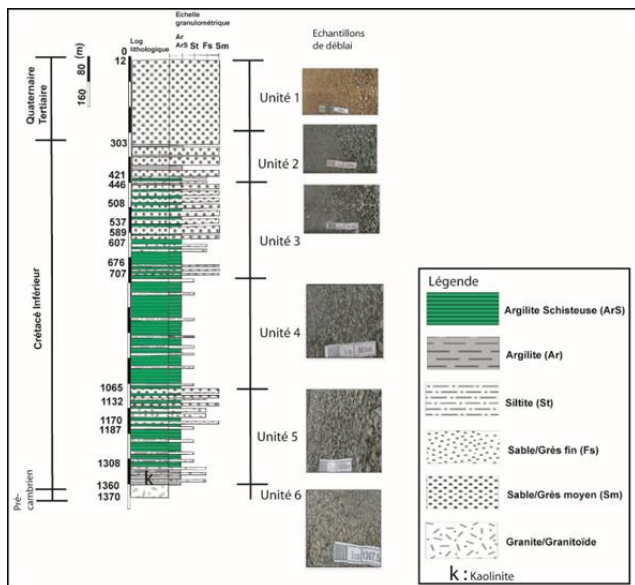 Echelle
granulométrique
Log
lithologique
Ar
ArS St Fs Sm
Echantillons
de déblai
0
12
80 (m)
160
Quaternaire
Tertiaire
303
421
446
508
537
589
607
676
707
1065
1132
1170
1187
1308
1360
1370
Crétacé Inférieur
Pré-
cambrien
k
Unité 1
Unité 2
Unité 3
Unité 4
Unité 5
Unité 6
Légende
Argilite Schisteuse (ArS)
Argilite (Ar)
Siltite (St)
Sable/Grès fin (Fs)
Sable/Grès moyen (Sm)
Granite/Granitoïde
k : Kaolinite